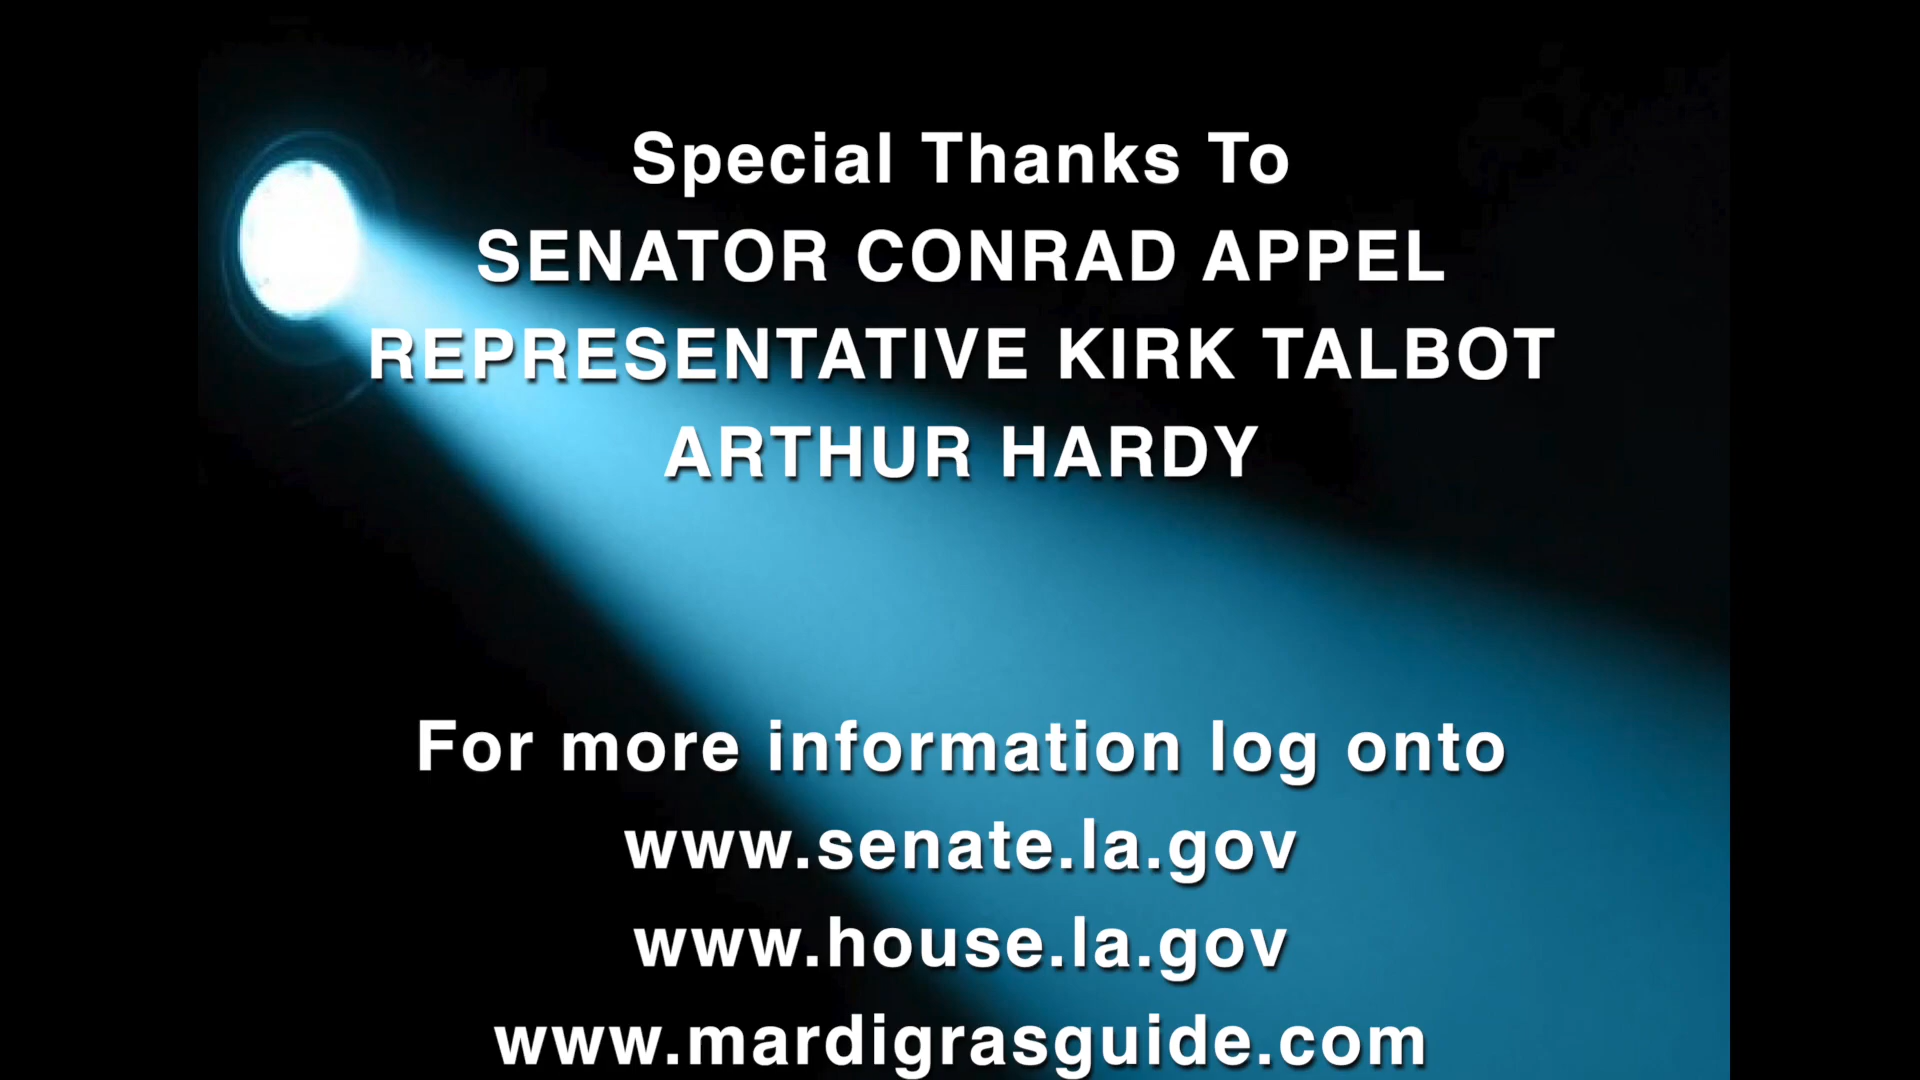 Special Thanks To
SENATOR CONRAD APPEL
REPRESENTATIVE KIRK TALBOT
ARTHUR HARDY
For more information log onto
www.senate.la.gov
www.house.la.gov
www.mardigrasguide.com